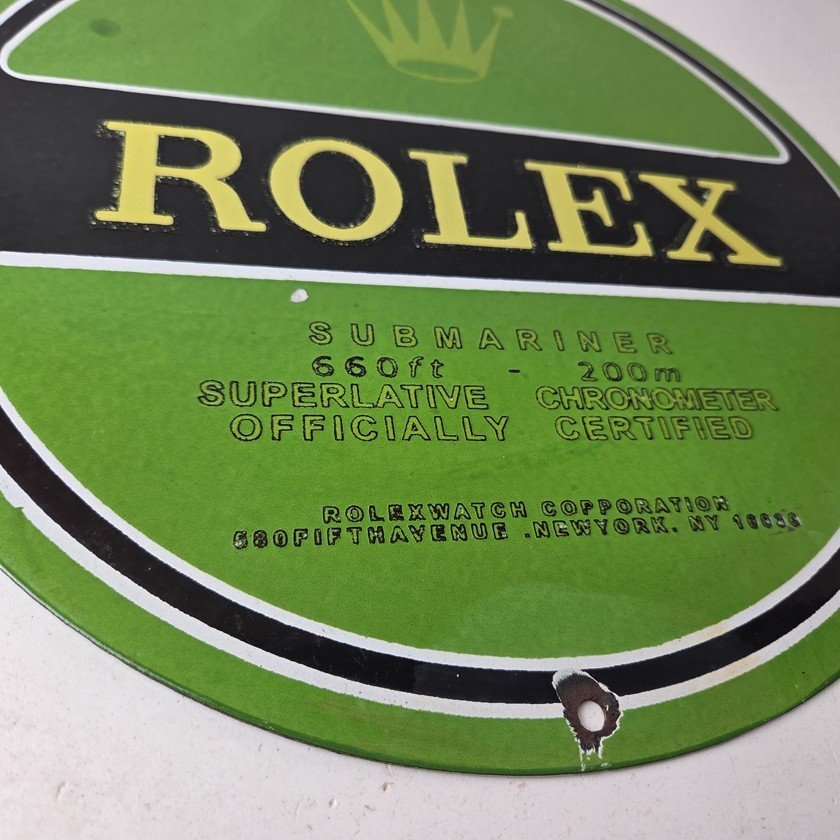 ROLEX
SUBMARINER
660ft - 200m
SUPERLATIVE CHRONOMETER
OFFICIALLY CERTIFIED
ROLEXWATCH COPPORATION
580FIFTHAVENUE .NEWYORK. NY